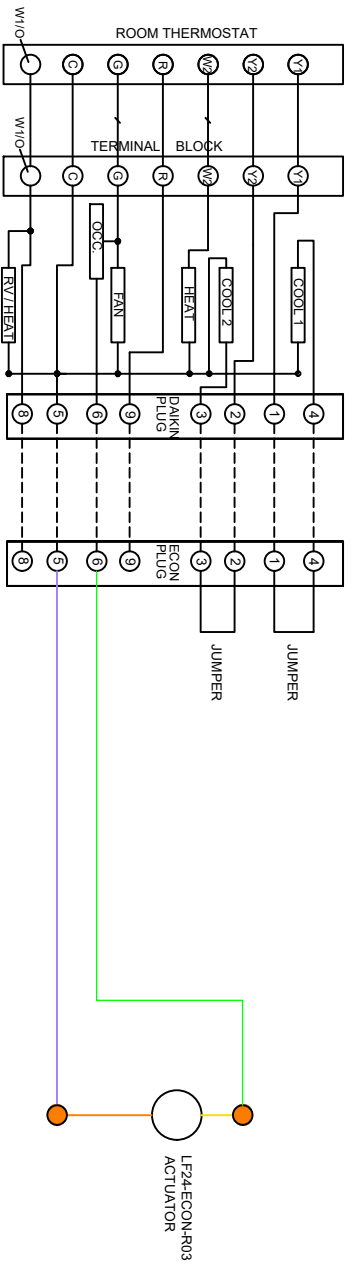 ROOM THERMOSTAT
W1/O
C
G
R
W2
Y2
Y1
TERMINAL BLOCK
W1/O
C
G
R
W2
Y2
Y1
RV / HEAT
OCC.
FAN
HEAT
COOL 2
COOL 1
DAIKIN
PLUG
8
5
6
9
3
2
1
4
ECON
PLUG
8
5
6
9
3
2
1
4
JUMPER
JUMPER
LF24-ECON-R03
ACTUATOR